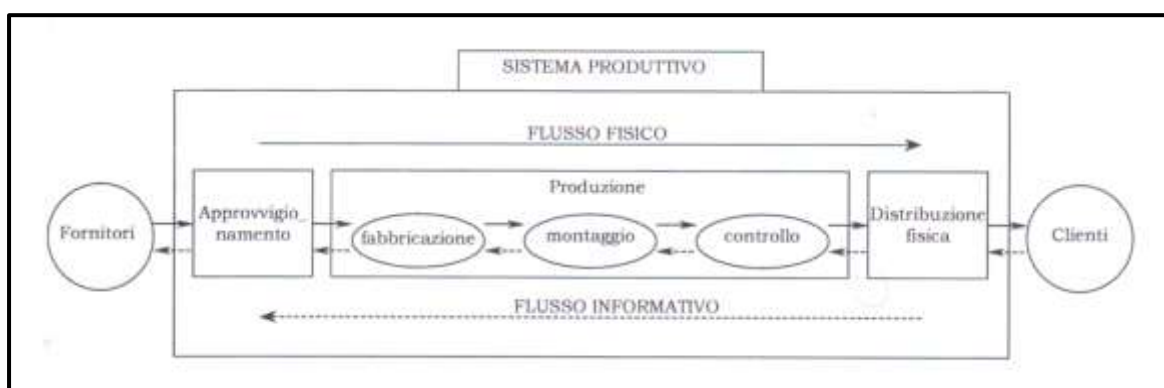 SISTEMA PRODUTTIVO
FLUSSO FISICO
Produzione
Fornitori
Approvvigio_
namento
fabbricazione
montaggio
controllo
Distribuzione
fisica
Clienti
FLUSSO INFORMATIVO